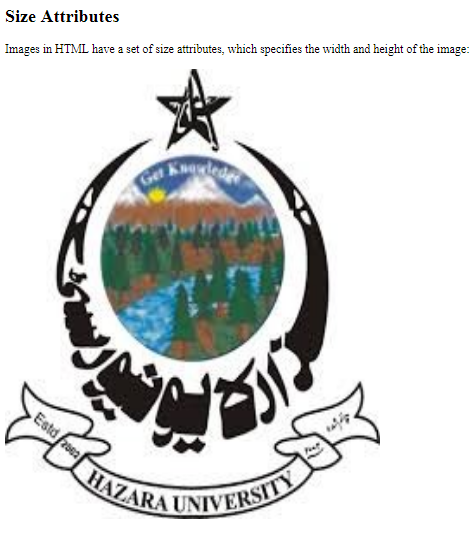 Size Attributes
Images in HTML have a set of size attributes, which specifies the width and height of the image:
Get Knowledge
ہزارہ یونیورسٹی
Estd 2002
HAZARA UNIVERSITY